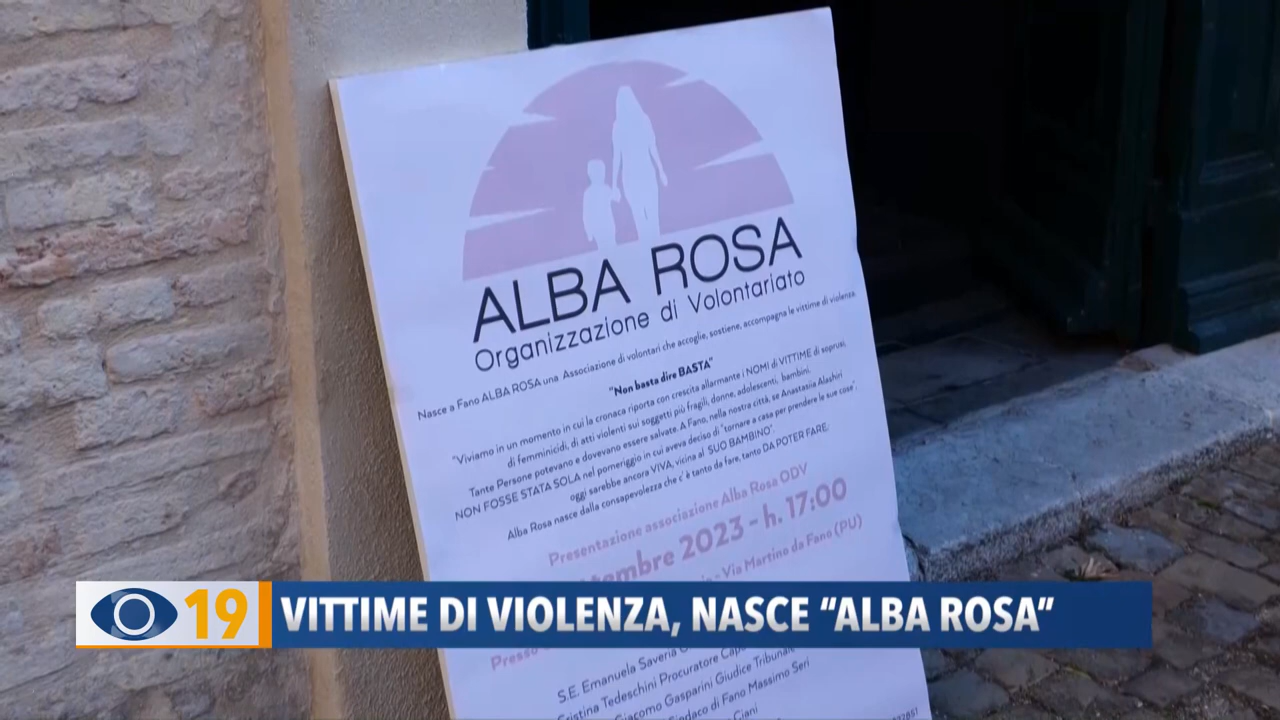 ALBA ROSA
Organizzazione di Volontariato
Nasce a Fano ALBA ROSA una Associazione di volontari che accoglie, sostiene, accompagna le vittime di violenza.
"Non basta dire BASTA"
"Viviamo in un momento in cui la cronaca riporta con crescita allarmante i NOMI di VITTIME di soprusi,
di femminicidi, di atti violenti sui soggetti più fragili, donne, adolescenti, bambini.
Tante Persone potevano e dovevano essere salvate. A Fano, nella nostra città, se Anastasiia Alashiri
NON FOSSE STATA SOLA nel pomeriggio in cui aveva deciso di "tornare a casa per prendere le sue cose",
oggi sarebbe ancora VIVA, vicina al SUO BAMBINO".
Alba Rosa nasce dalla consapevolezza che c'è tanto da fare, tanto DA POTER FARE.
Presentazione associazione Alba Rosa ODV
tembre 2023 - h. 17:00
- Via Martino da Fano (PU)
19 VITTIME DI VIOLENZA, NASCE “ALBA ROSA”
Presso
S.E. Emanuela Saveria
Cristina Tedeschini Procuratore Capo
Giacomo Gasparini Giudice Tribunale
Sindaco di Fano Massimo Seri
Ciani